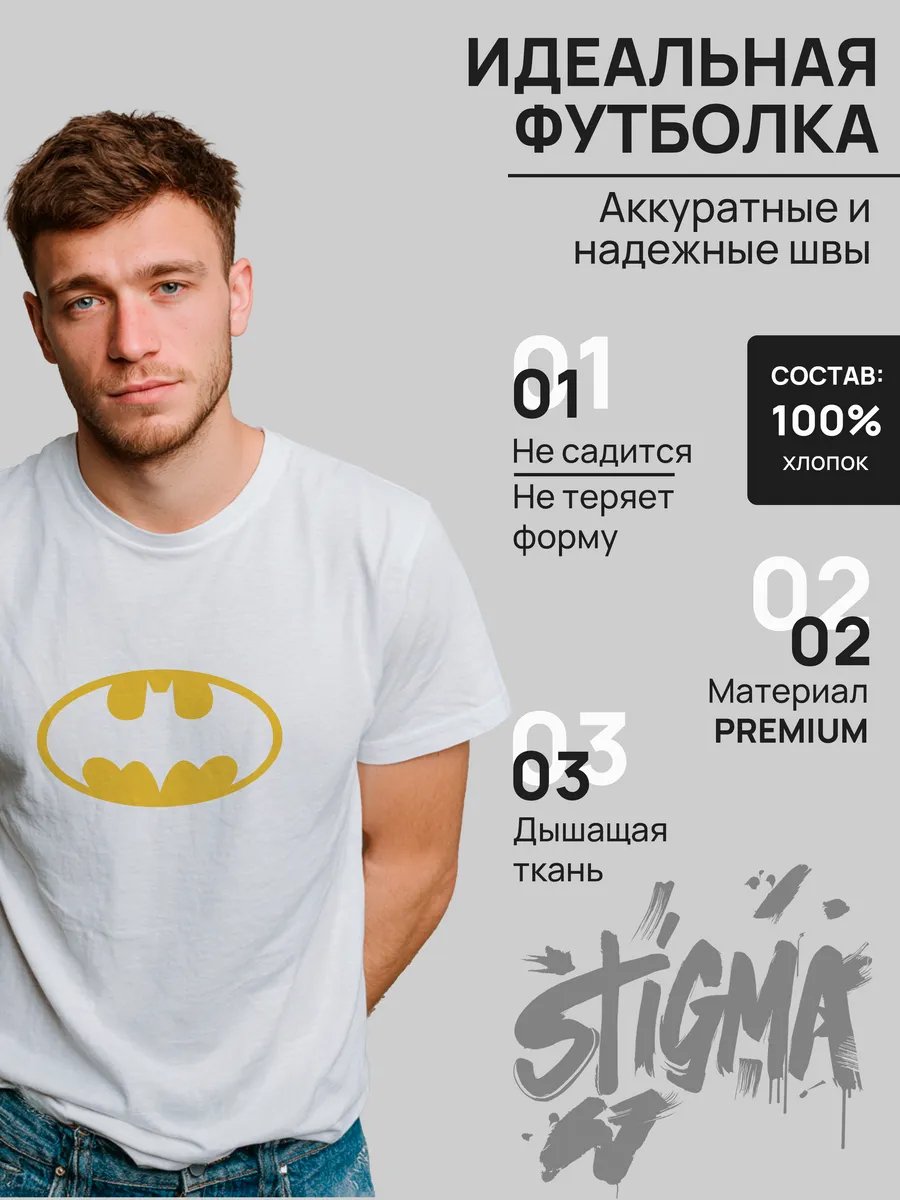 ИДЕАЛЬНАЯ
ФУТБОЛКА
Аккуратные и
надежные швы
01
01
Не садится
Не теряет
форму
СОСТАВ:
100%
хлопок
02
02
Материал
PREMIUM
03
03
Дышащая
ткань
STIGMA